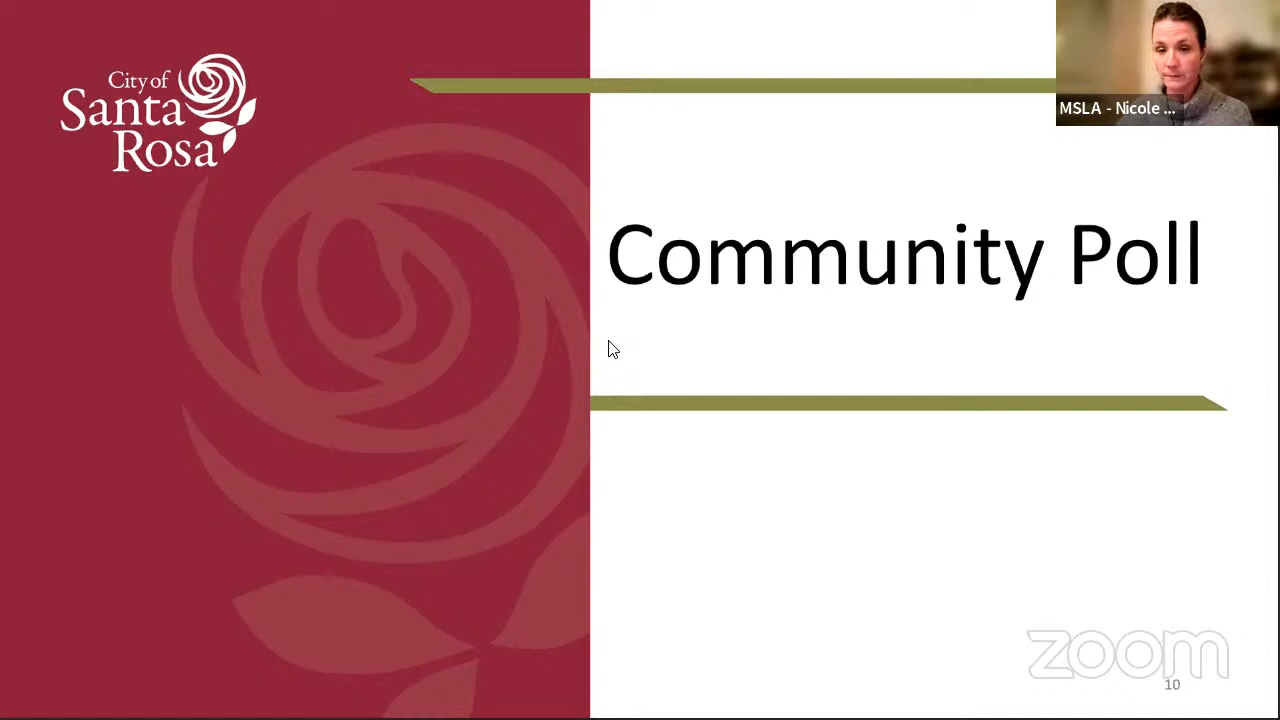 City of
Santa
Rosa
MSLA - Nicole ...
Community Poll
zoom
10